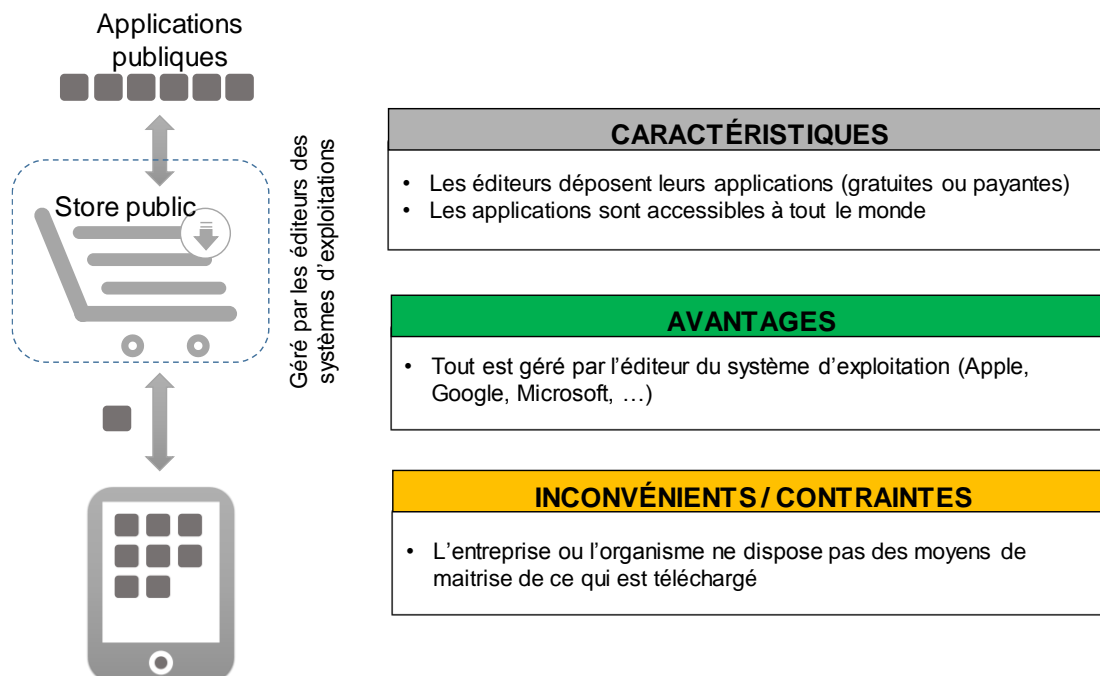 Applications
publiques
Store public
Géré par les éditeurs des
systèmes d'exploitations
CARACTÉRISTIQUES
• Les éditeurs déposent leurs applications (gratuites ou payantes)
• Les applications sont accessibles à tout le monde
AVANTAGES
• Tout est géré par l'éditeur du système d'exploitation (Apple,
Google, Microsoft, …)
INCONVÉNIENTS / CONTRAINTES
• L'entreprise ou l'organisme ne dispose pas des moyens de
maitrise de ce qui est téléchargé